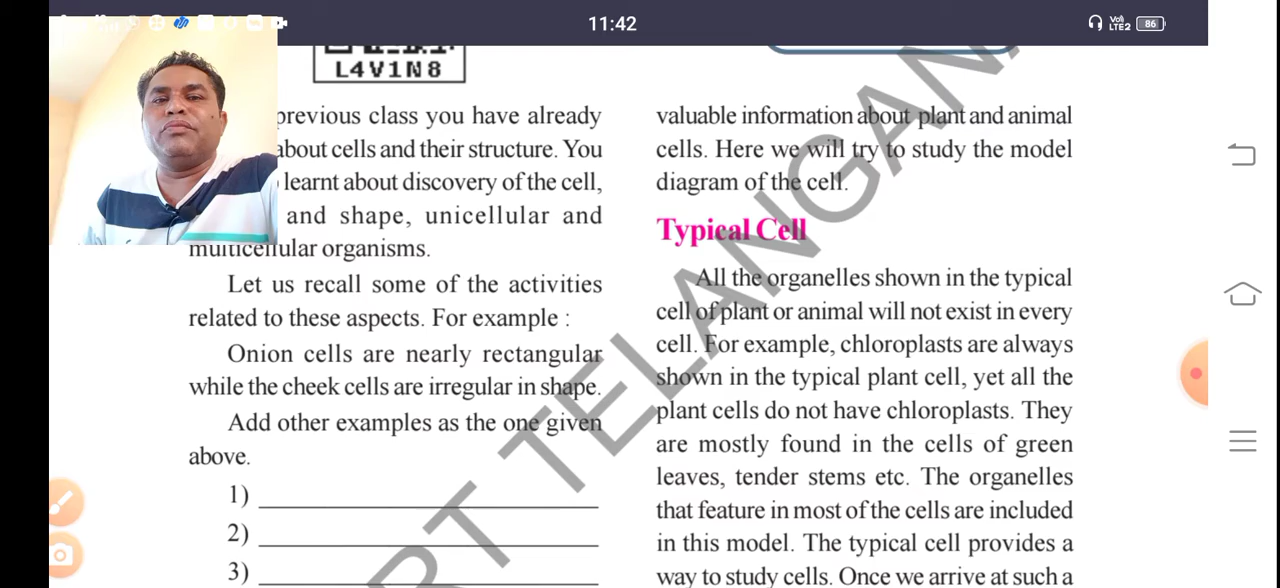 11:42
Vo)
LTE2
86
L4V1N8
previous class you have already
about cells and their structure. You
learnt about discovery of the cell,
and shape, unicellular and
multicellular organisms.
Let us recall some of the activities
related to these aspects. For example :
Onion cells are nearly rectangular
while the cheek cells are irregular in shape.
Add other examples as the one given
above.
1)
2)
3)
valuable information about plant and animal
cells. Here we will try to study the model
diagram of the cell.
Typical Cell
All the organelles shown in the typical
cell of plant or animal will not exist in every
cell. For example, chloroplasts are always
shown in the typical plant cell, yet all the
plant cells do not have chloroplasts. They
are mostly found in the cells of green
leaves, tender stems etc. The organelles
that feature in most of the cells are included
in this model. The typical cell provides a
way to study cells. Once we arrive at such a
RT TELANGANA